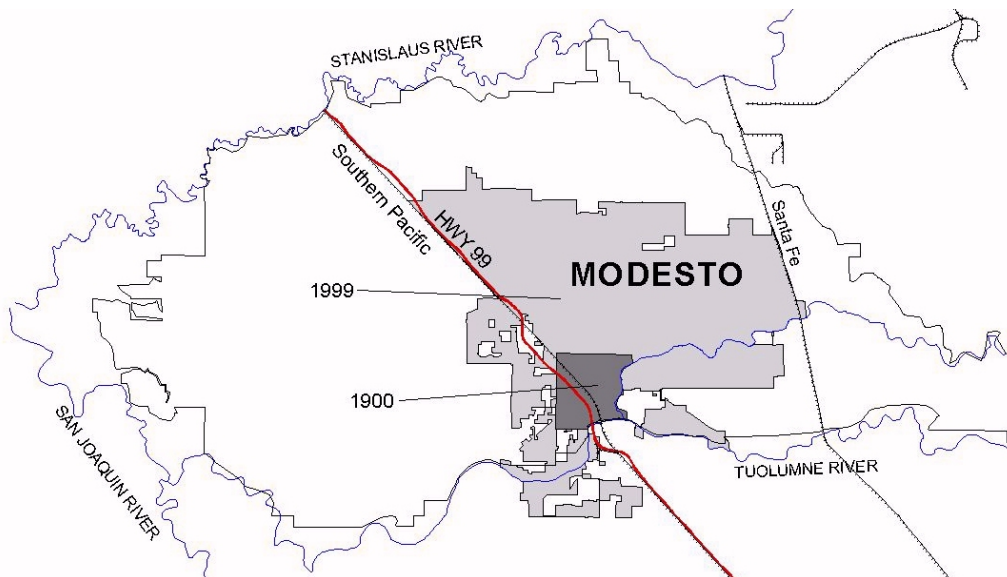 STANISLAUS RIVER
Southern Pacific
HWY 99
Santa Fe
MODESTO
1999
1900
SAN JOAQUIN RIVER
TUOLUMNE RIVER